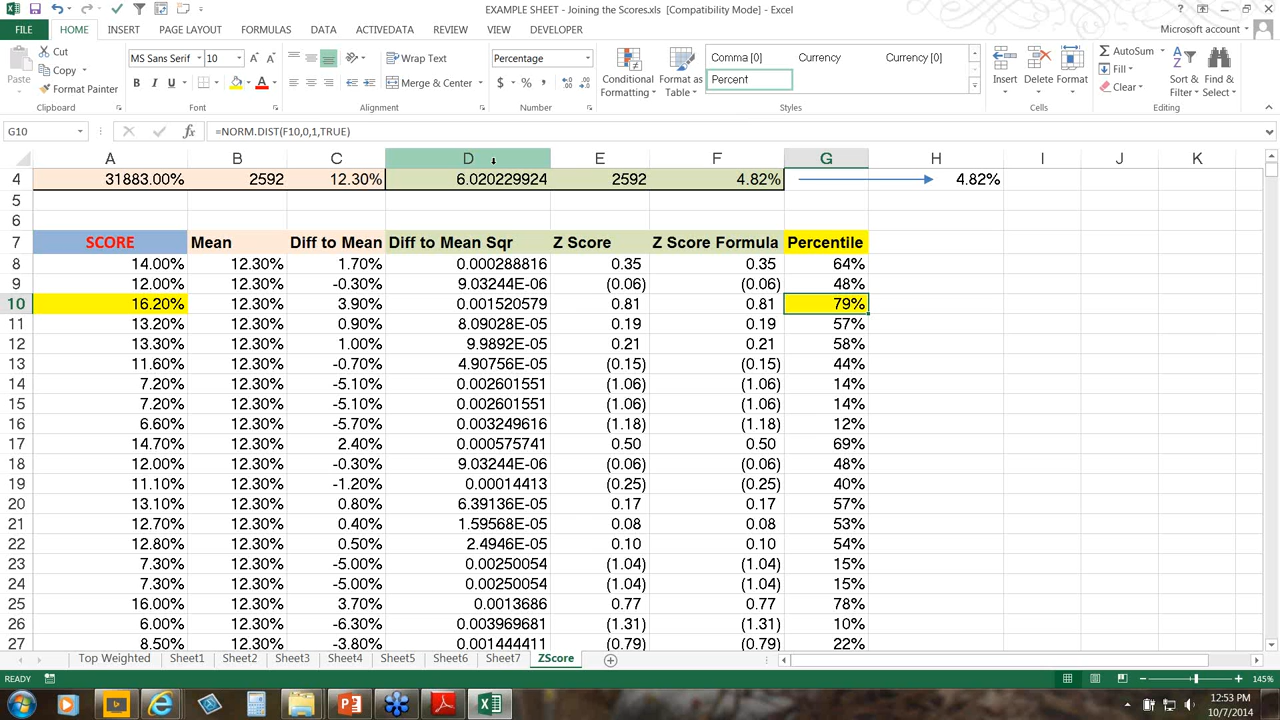 EXAMPLE SHEET - Joining the Scores.xls [Compatibility Mode] - Excel
FILE HOME INSERT PAGE LAYOUT FORMULAS DATA ACTIVEDATA REVIEW VIEW DEVELOPER Microsoft account
Paste Cut Copy Format Painter
MS Sans Serif 10 B I U A
Wrap Text Merge & Center
Percentage $ %
Conditional Formatting Format as Table
Comma [0] Currency Currency [0]
Percent
Insert Delete Format
AutoSum Fill Clear
Sort & Filter Find & Select
Clipboard Font Alignment Number Styles Cells Editing
G10 fx =NORM.DIST(F10,0,1,TRUE)
A B C D E F G H I J K
4 31883.00% 2592 12.30% 6.020229924 2592 4.82% 4.82%
5
6
7 SCORE Mean Diff to Mean Diff to Mean Sqr Z Score Z Score Formula Percentile
8 14.00% 12.30% 1.70% 0.000288816 0.35 0.35 64%
9 12.00% 12.30% -0.30% 9.03244E-06 (0.06) (0.06) 48%
10 16.20% 12.30% 3.90% 0.001520579 0.81 0.81 79%
11 13.20% 12.30% 0.90% 8.09028E-05 0.19 0.19 57%
12 13.30% 12.30% 1.00% 9.9892E-05 0.21 0.21 58%
13 11.60% 12.30% -0.70% 4.90756E-05 (0.15) (0.15) 44%
14 7.20% 12.30% -5.10% 0.002601551 (1.06) (1.06) 14%
15 7.20% 12.30% -5.10% 0.002601551 (1.06) (1.06) 14%
16 6.60% 12.30% -5.70% 0.003249616 (1.18) (1.18) 12%
17 14.70% 12.30% 2.40% 0.000575741 0.50 0.50 69%
18 12.00% 12.30% -0.30% 9.03244E-06 (0.06) (0.06) 48%
19 11.10% 12.30% -1.20% 0.00014413 (0.25) (0.25) 40%
20 13.10% 12.30% 0.80% 6.39136E-05 0.17 0.17 57%
21 12.70% 12.30% 0.40% 1.59568E-05 0.08 0.08 53%
22 12.80% 12.30% 0.50% 2.4946E-05 0.10 0.10 54%
23 7.30% 12.30% -5.00% 0.00250054 (1.04) (1.04) 15%
24 7.30% 12.30% -5.00% 0.00250054 (1.04) (1.04) 15%
25 16.00% 12.30% 3.70% 0.0013686 0.77 0.77 78%
26 6.00% 12.30% -6.30% 0.003969681 (1.31) (1.31) 10%
27 8.50% 12.30% -3.80% 0.001444411 (0.79) (0.79) 22%
Top Weighted Sheet1 Sheet2 Sheet3 Sheet4 Sheet5 Sheet6 Sheet7 ZScore
READY 145%
12:53 PM
10/7/2014